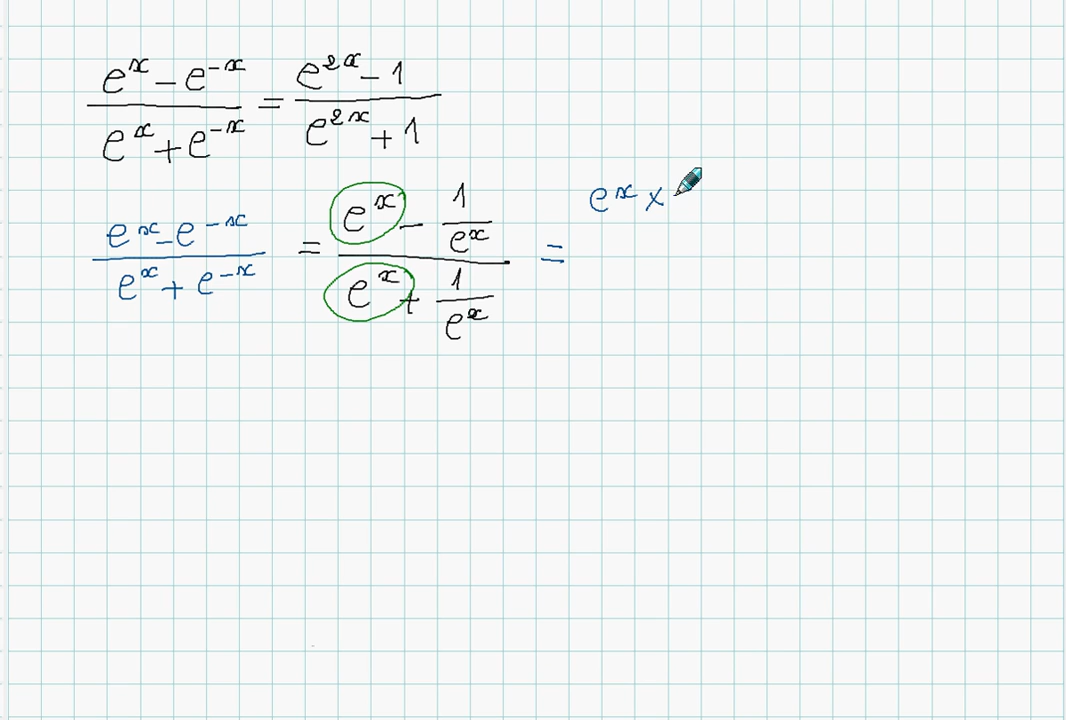 (e^x - e^{-x})/(e^x + e^{-x}) = (e^{2x} - 1)/(e^{2x} + 1)
(e^x - e^{-x})/(e^x + e^{-x}) = (e^x - 1/e^x)/(e^x + 1/e^x) = e^x ×